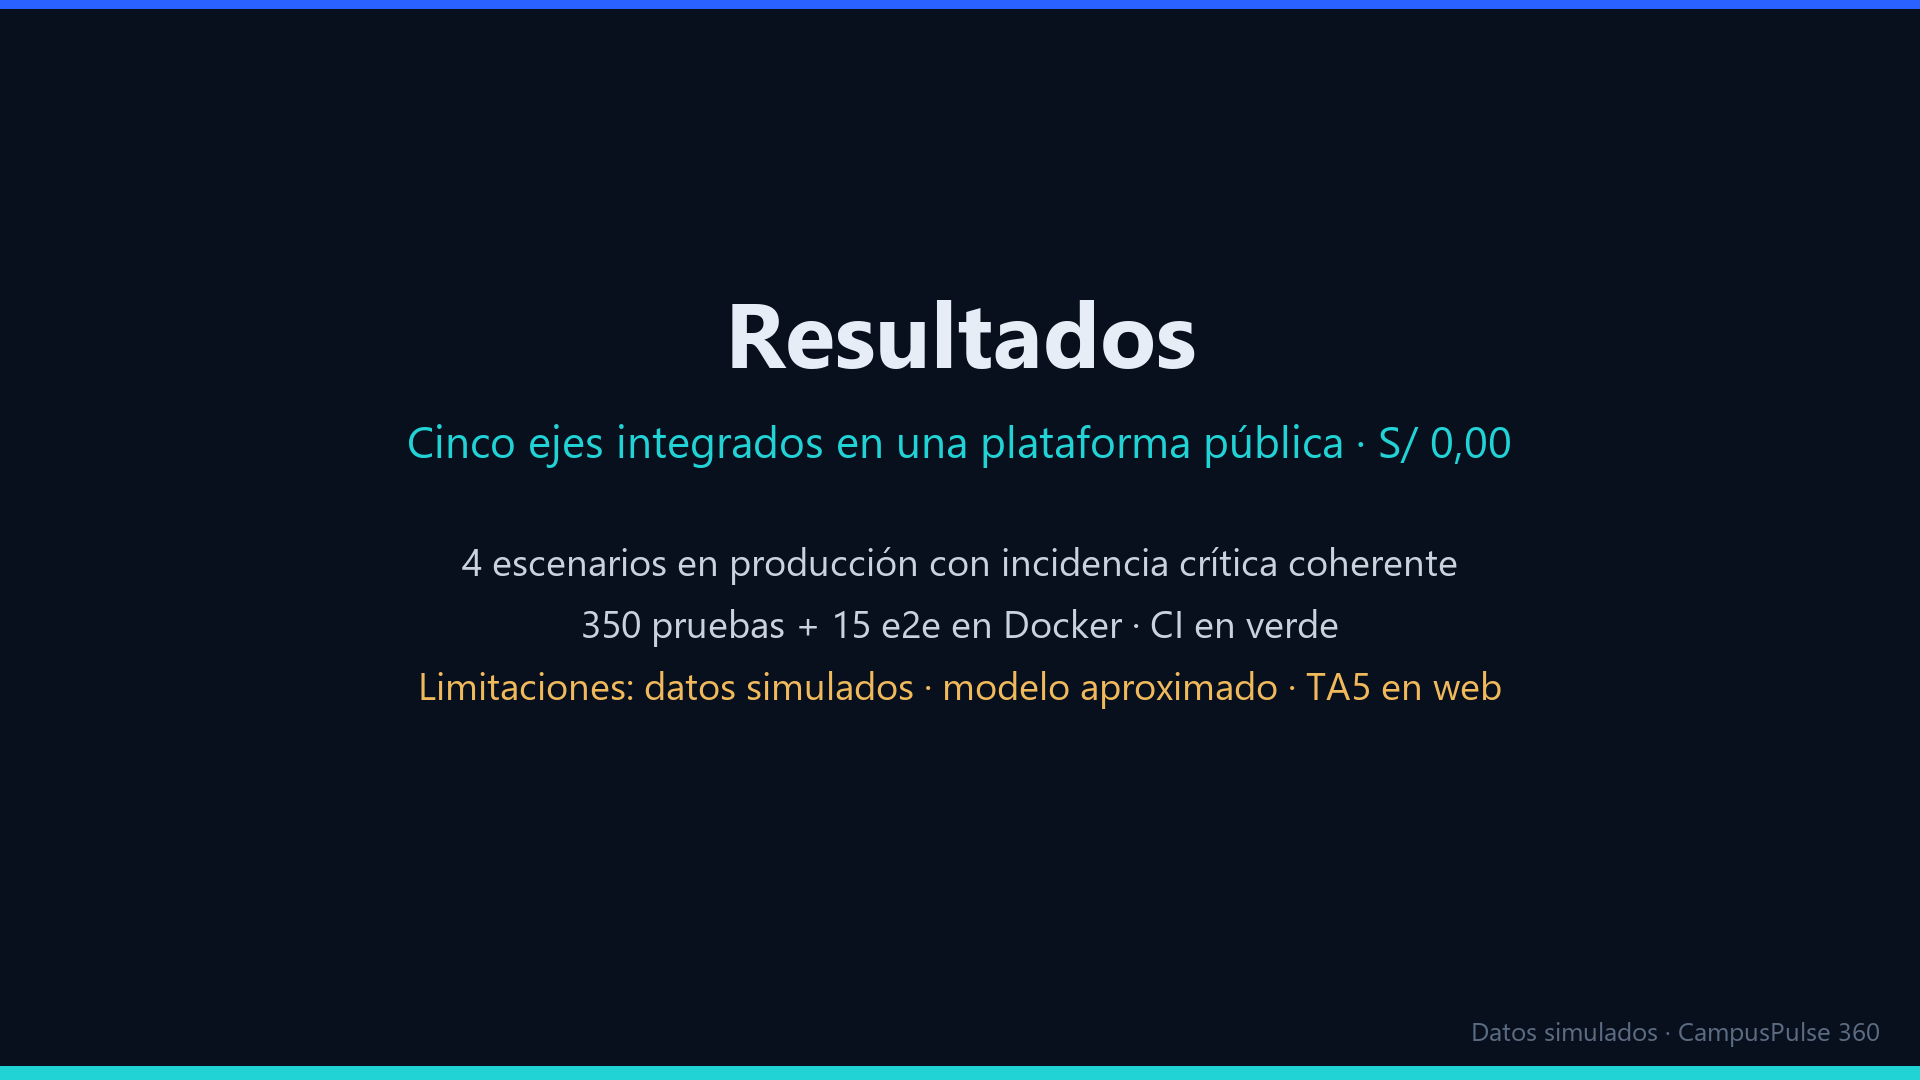 Resultados
Cinco ejes integrados en una plataforma pública · S/ 0,00
4 escenarios en producción con incidencia crítica coherente
350 pruebas + 15 e2e en Docker · CI en verde
Limitaciones: datos simulados · modelo aproximado · TA5 en web
Datos simulados · CampusPulse 360